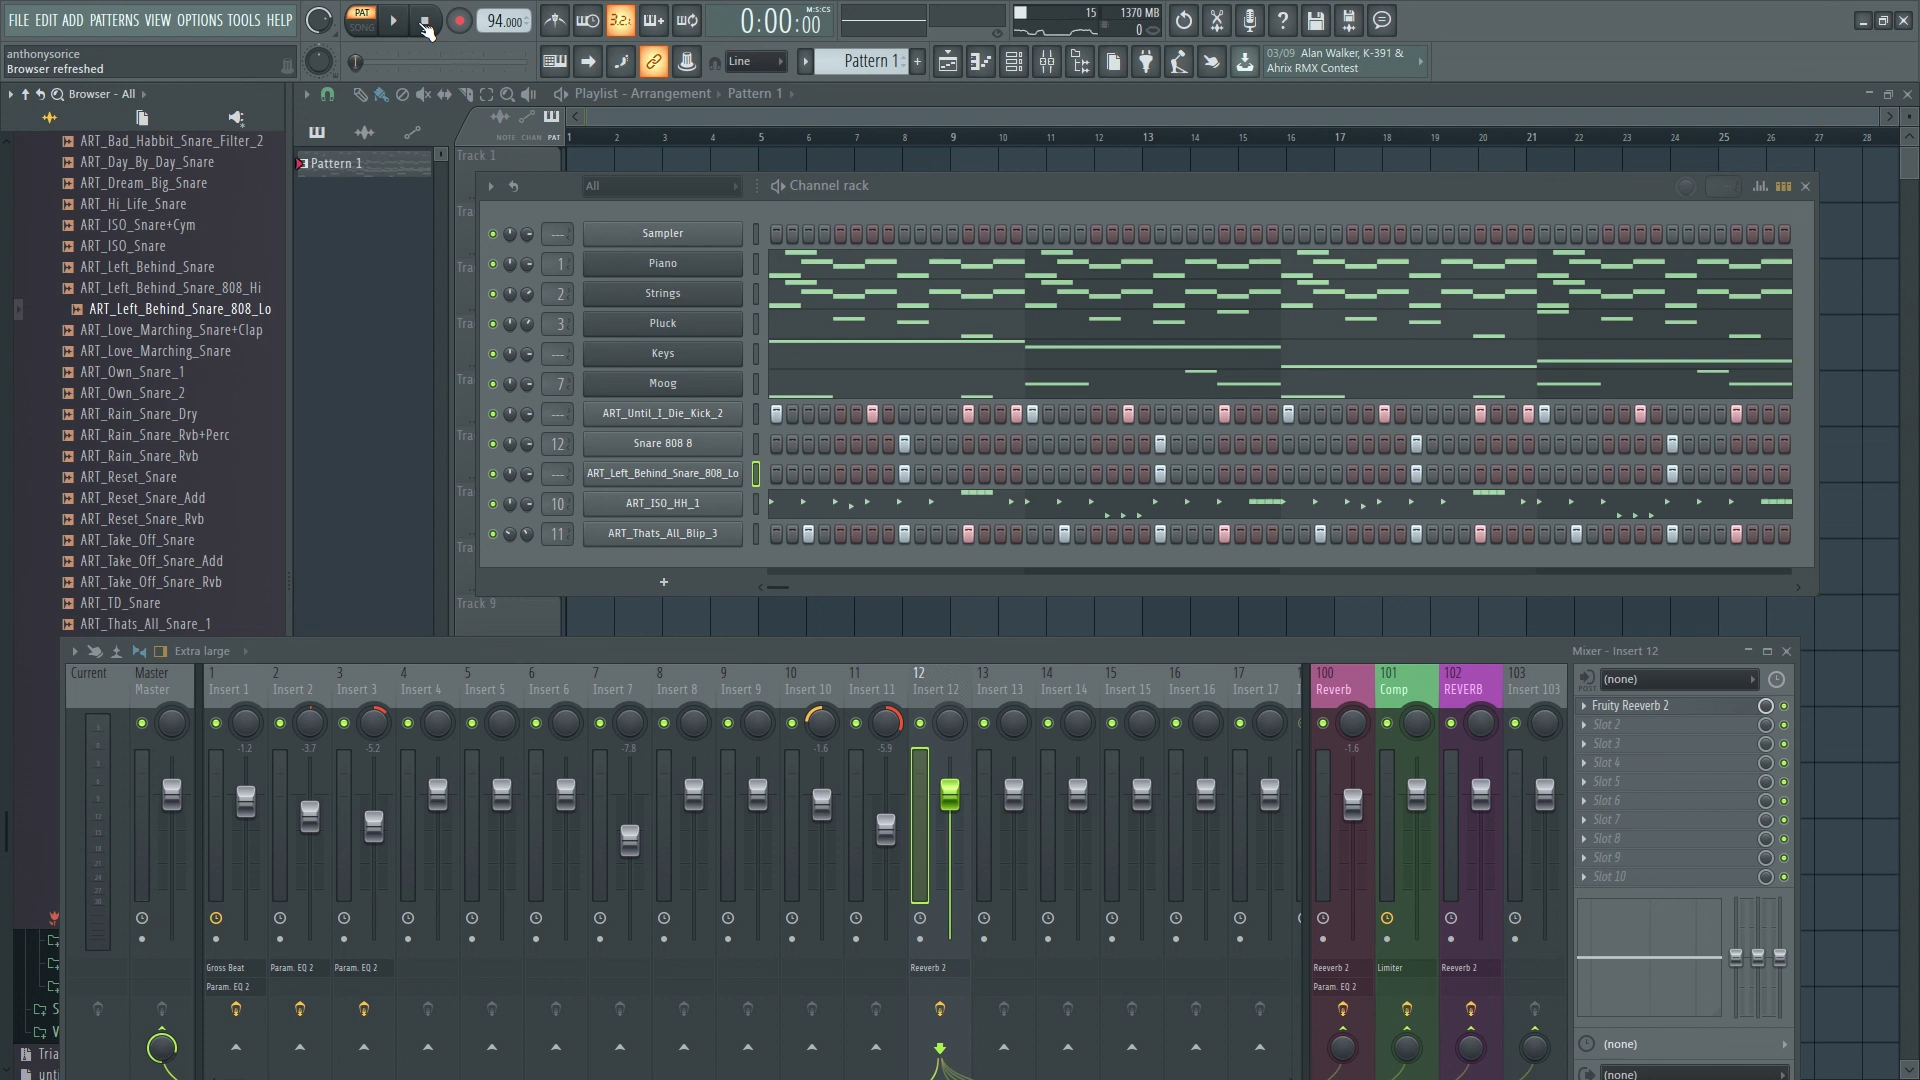 FILE EDIT ADD PATTERNS VIEW OPTIONS TOOLS HELP
PAT
SONG
94.000
3.2.
0:00:00
M:S:CS
15
1370 MB
0
anthonysorice
Browser refreshed
Line
Pattern 1
03/09 Alan Walker, K-391 &
Ahrix RMX Contest
Browser - All
Playlist - Arrangement
Pattern 1
NOTE CHAN PAT
1 2 3 4 5 6 7 8 9 10 11 12 13 14 15 16 17 18 19 20 21 22 23 24 25 26 27 28
Pattern 1
Track 1
Track 9
ART_Bad_Habbit_Snare_Filter_2
ART_Day_By_Day_Snare
ART_Dream_Big_Snare
ART_Hi_Life_Snare
ART_ISO_Snare+Cym
ART_ISO_Snare
ART_Left_Behind_Snare
ART_Left_Behind_Snare_808_Hi
ART_Left_Behind_Snare_808_Lo
ART_Love_Marching_Snare+Clap
ART_Love_Marching_Snare
ART_Own_Snare_1
ART_Own_Snare_2
ART_Rain_Snare_Dry
ART_Rain_Snare_Rvb+Perc
ART_Rain_Snare_Rvb
ART_Reset_Snare
ART_Reset_Snare_Add
ART_Reset_Snare_Rvb
ART_Take_Off_Snare
ART_Take_Off_Snare_Add
ART_Take_Off_Snare_Rvb
ART_TD_Snare
ART_Thats_All_Snare_1
All
Channel rack
--- Sampler
1 Piano
2 Strings
3 Pluck
--- Keys
7 Moog
--- ART_Until_I_Die_Kick_2
12 Snare 808 8
--- ART_Left_Behind_Snare_808_Lo
10 ART_ISO_HH_1
11 ART_Thats_All_Blip_3
+
Extra large
Mixer - Insert 12
Current Master 1 2 3 4 5 6 7 8 9 10 11 12 13 14 15 16 17 100 101 102 103
Master Insert 1 Insert 2 Insert 3 Insert 4 Insert 5 Insert 6 Insert 7 Insert 8 Insert 9 Insert 10 Insert 11 Insert 12 Insert 13 Insert 14 Insert 15 Insert 16 Insert 17 Reverb Comp REVERB Insert 103
-1.2 -3.7 -5.2 -7.8 -1.6 -5.9 -1.6
Gross Beat Param. EQ 2 Param. EQ 2 Reeverb 2 Reeverb 2 Limiter Reeverb 2
Param. EQ 2 Param. EQ 2
POST
(none)
Fruity Reeverb 2
Slot 2
Slot 3
Slot 4
Slot 5
Slot 6
Slot 7
Slot 8
Slot 9
Slot 10
(none)
(none)